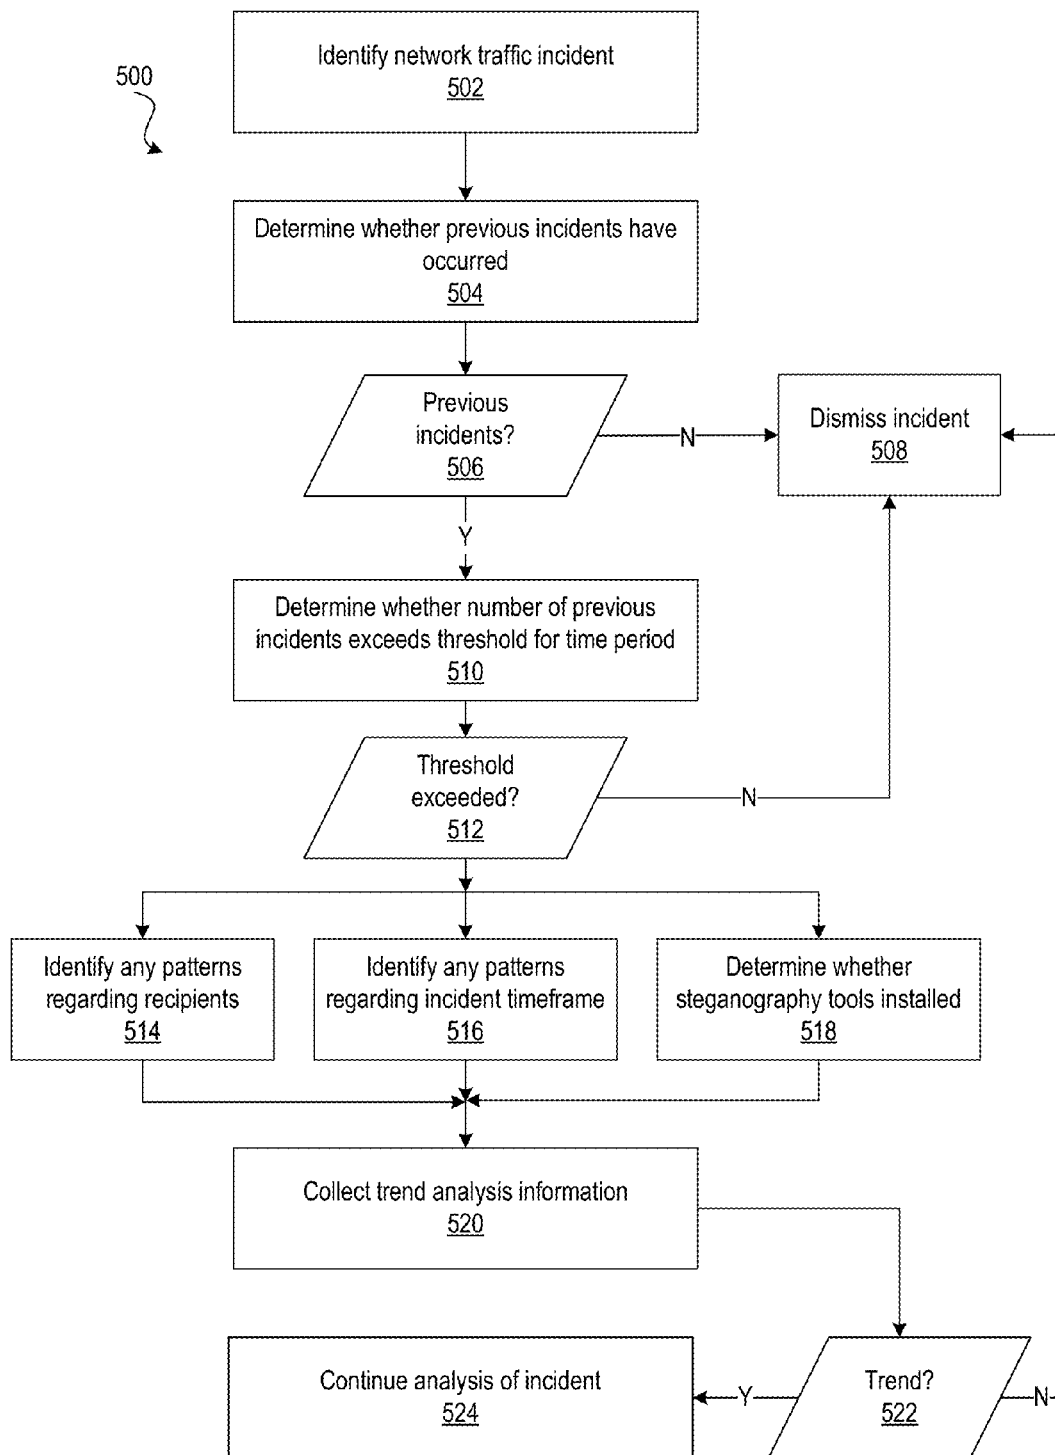 Identify network traffic incident
502
500
Determine whether previous incidents have
occurred
504
Previous
incidents?
506
N
Dismiss incident
508
Y
Determine whether number of previous
incidents exceeds threshold for time period
510
Threshold
exceeded?
512
N
Identify any patterns
regarding recipients
514
Identify any patterns
regarding incident timeframe
516
Determine whether
steganography tools installed
518
Collect trend analysis information
520
Continue analysis of incident
524
Y
Trend?
522
N